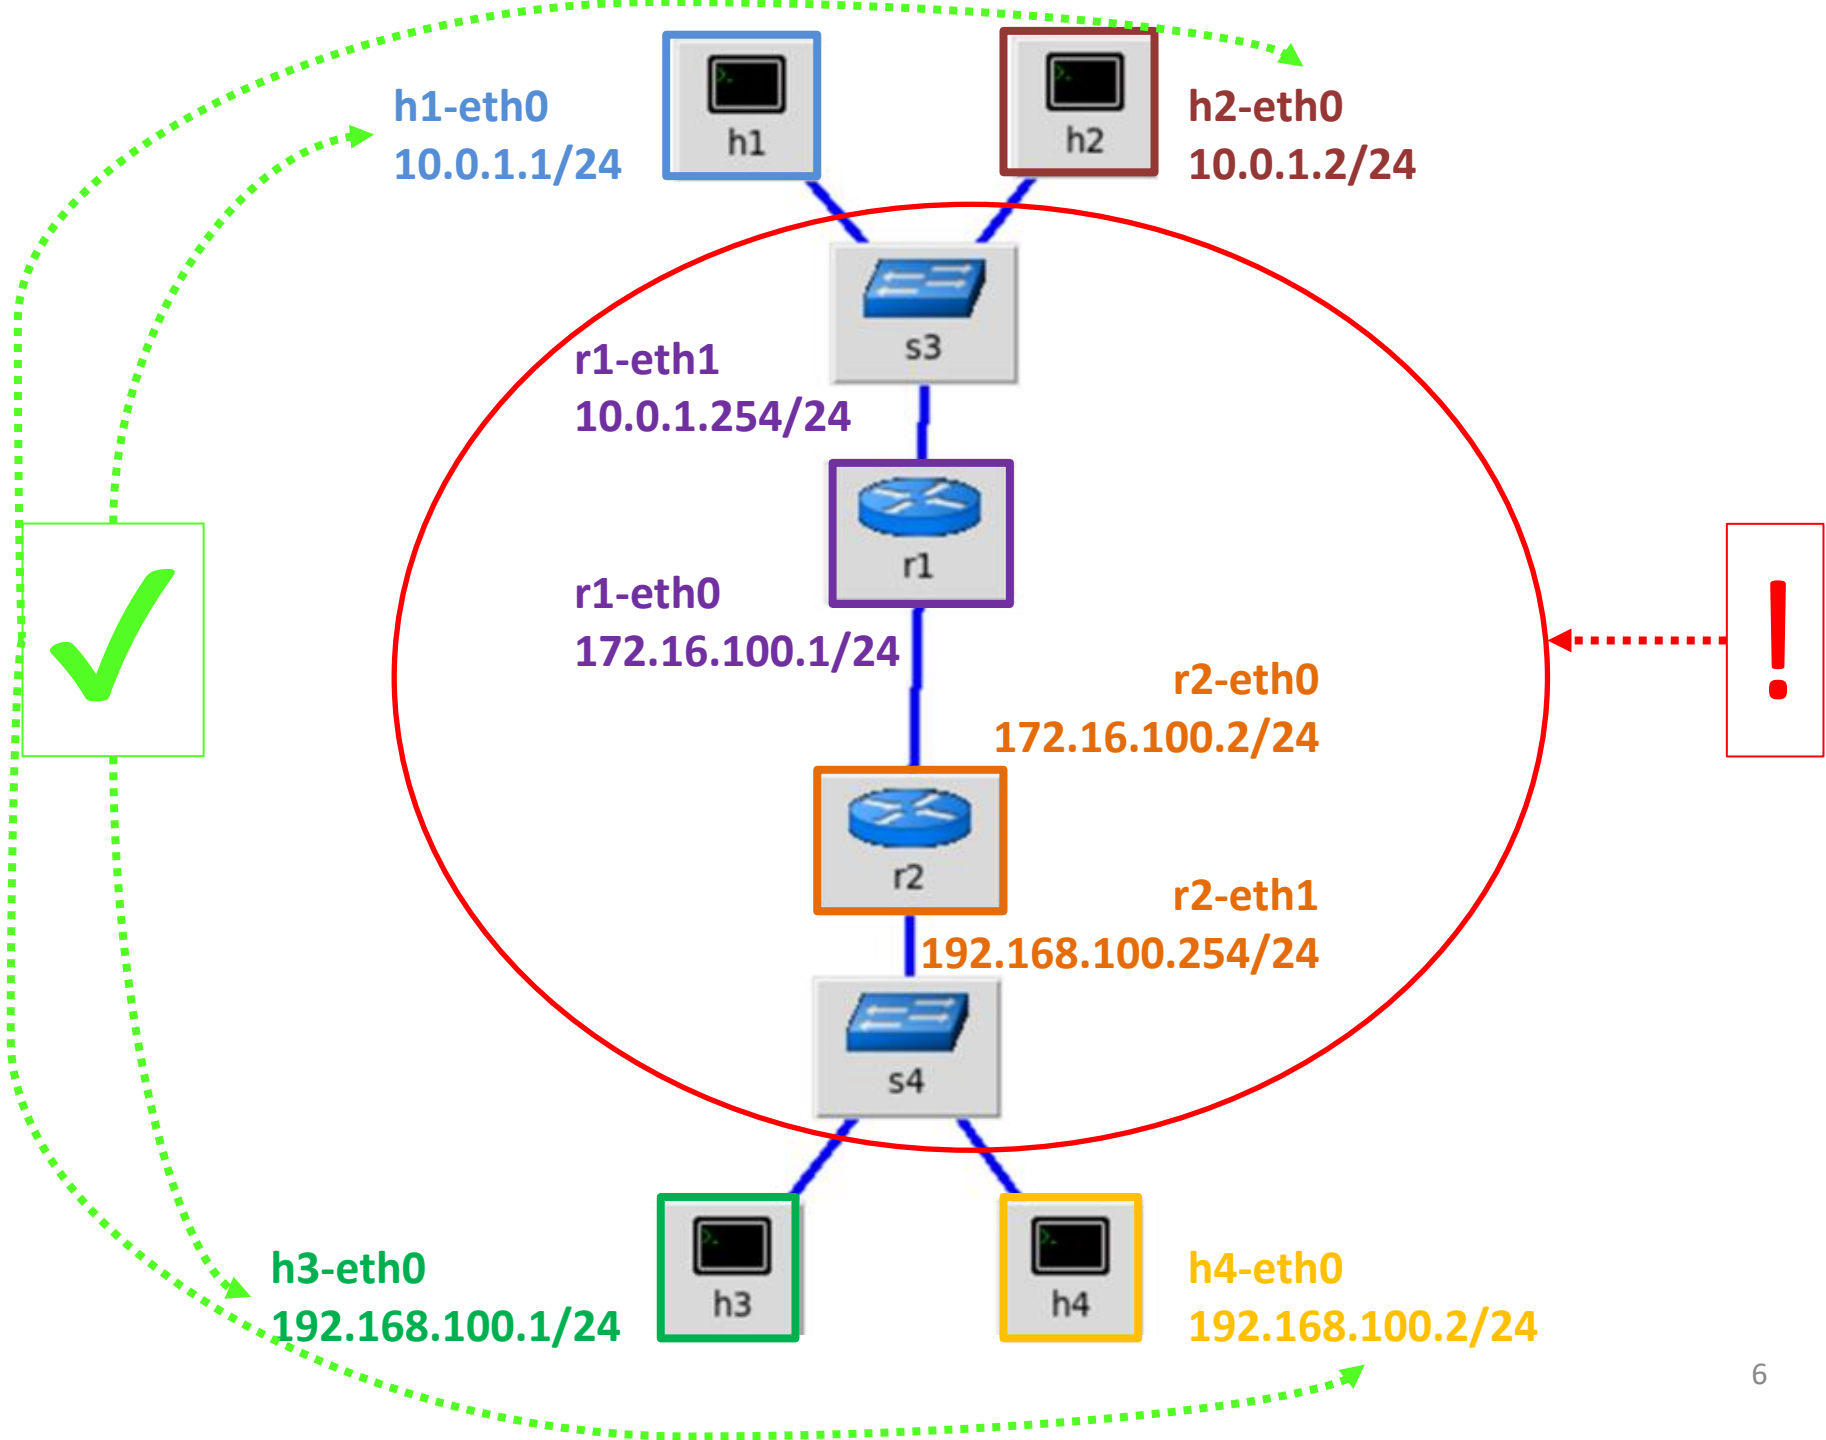 h1-eth0
10.0.1.1/24
h1
h2
h2-eth0
10.0.1.2/24
s3
r1-eth1
10.0.1.254/24
r1
r1-eth0
172.16.100.1/24
!
r2-eth0
172.16.100.2/24
r2
r2-eth1
192.168.100.254/24
s4
h3-eth0
192.168.100.1/24
h3
h4
h4-eth0
192.168.100.2/24
6